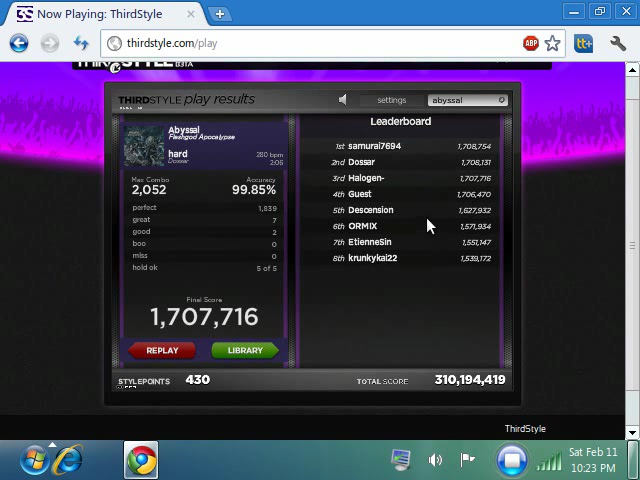 Now Playing: ThirdStyle
thirdstyle.com/play
ABP
tt+
THIRDSTYLE BETA
THIRDSTYLE play results
settings
abyssal
Abyssal
Fleshgod Apocalypse
hard 280 bpm
Dossar 2:06
Max Combo Accuracy
2,052 99.85%
perfect 1,839
great 7
good 2
boo 0
miss 0
hold ok 5 of 5
Final Score
1,707,716
REPLAY LIBRARY
Leaderboard
1st samurai7694 1,708,754
2nd Dossar 1,708,131
3rd Halogen- 1,707,716
4th Guest 1,706,470
5th Descension 1,627,932
6th ORMIX 1,571,934
7th EtienneSin 1,551,147
8th krunkykai22 1,539,172
STYLEPOINTS 430 TOTAL SCORE 310,194,419
ThirdStyle
Sat Feb 11
10:23 PM